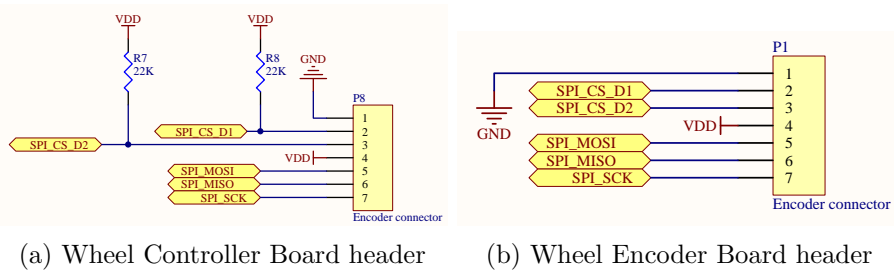 VDD
VDD
R7
22K
R8
22K
GND
P8
1
SPI_CS_D1
2
SPI_CS_D2
3
VDD
4
SPI_MOSI
5
SPI_MISO
6
SPI_SCK
7
Encoder connector
(a) Wheel Controller Board header
P1
1
SPI_CS_D1
2
SPI_CS_D2
3
GND
VDD
4
SPI_MOSI
5
SPI_MISO
6
SPI_SCK
7
Encoder connector
(b) Wheel Encoder Board header